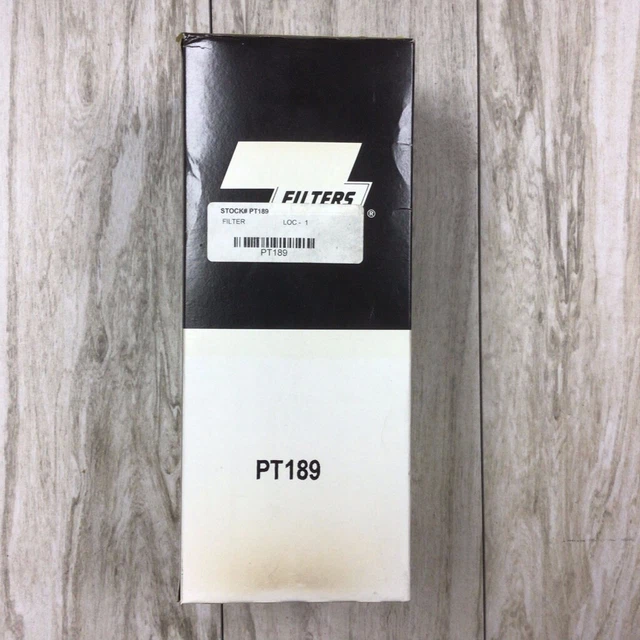 FILTERS
®
STOCK# PT189
FILTER LOC - 1
PT189
PT189